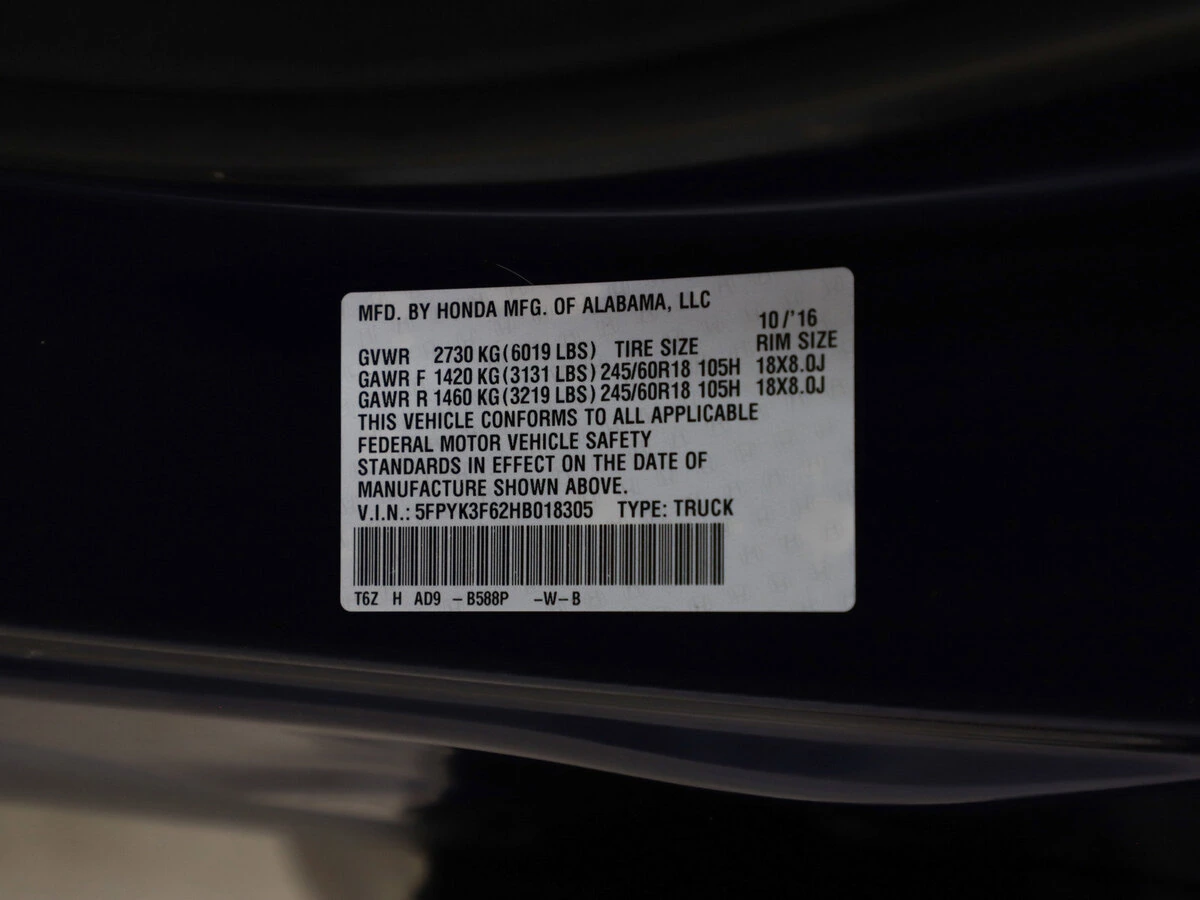 MFD. BY HONDA MFG. OF ALABAMA, LLC
10/'16
GVWR 2730 KG (6019 LBS) TIRE SIZE RIM SIZE
GAWR F 1420 KG (3131 LBS) 245/60R18 105H 18X8.0J
GAWR R 1460 KG (3219 LBS) 245/60R18 105H 18X8.0J
THIS VEHICLE CONFORMS TO ALL APPLICABLE
FEDERAL MOTOR VEHICLE SAFETY
STANDARDS IN EFFECT ON THE DATE OF
MANUFACTURE SHOWN ABOVE.
V.I.N.: 5FPYK3F62HB018305 TYPE: TRUCK
T6Z H AD9 -B588P -W-B